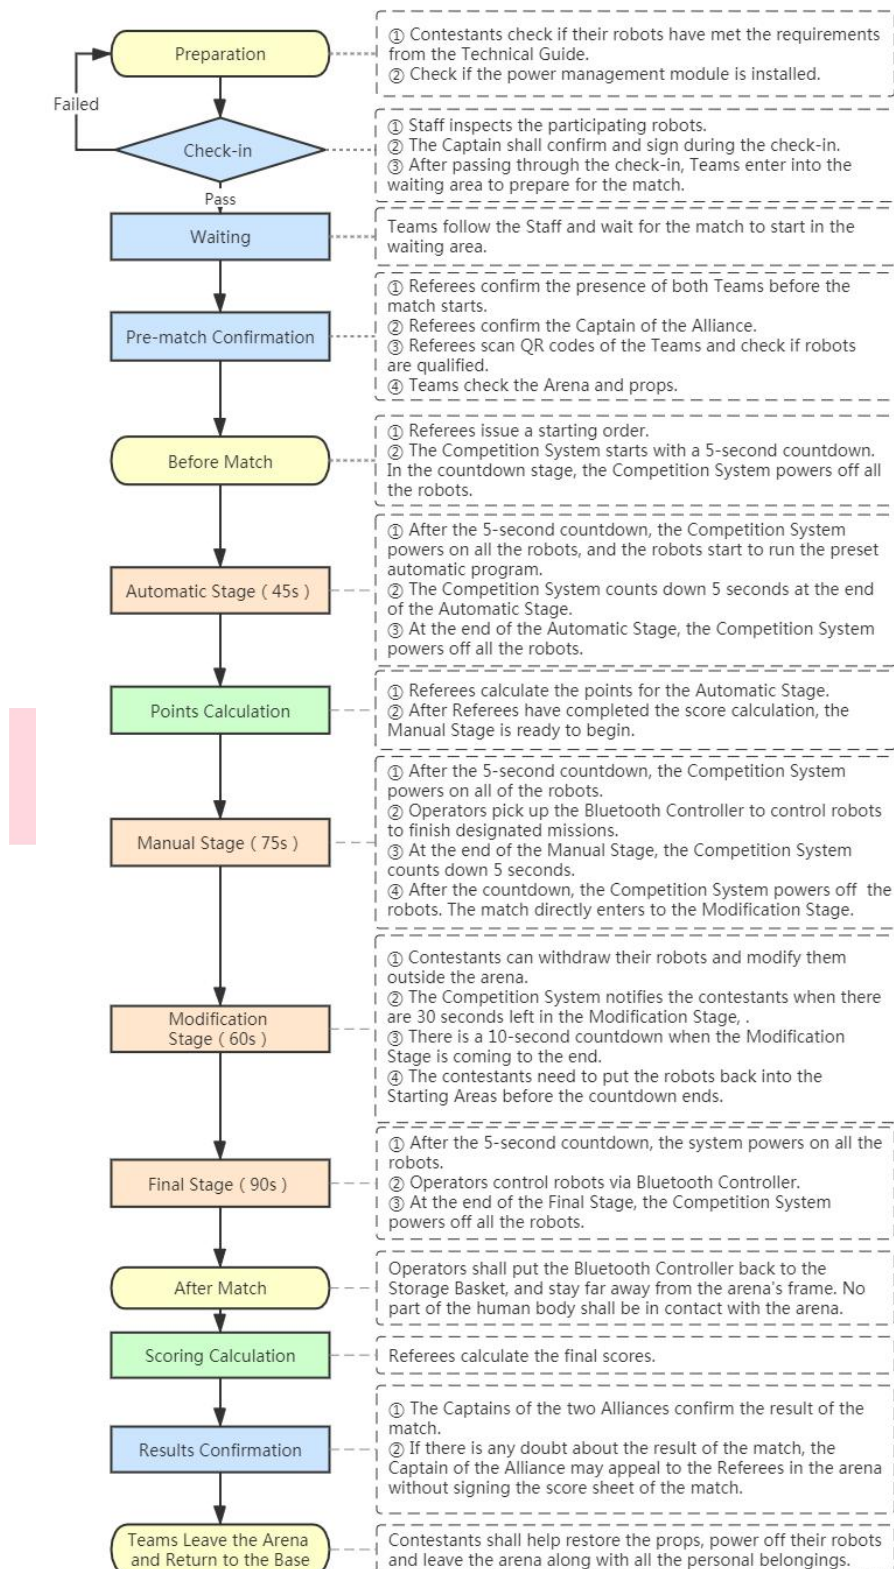 Preparation
① Contestants check if their robots have met the requirements
from the Technical Guide.
② Check if the power management module is installed.
Failed
Check-in
① Staff inspects the participating robots.
② The Captain shall confirm and sign during the check-in.
③ After passing through the check-in, Teams enter into the
waiting area to prepare for the match.
Pass
Waiting
Teams follow the Staff and wait for the match to start in the
waiting area.
Pre-match Confirmation
① Referees confirm the presence of both Teams before the
match starts.
② Referees confirm the Captain of the Alliance.
③ Referees scan QR codes of the Teams and check if robots
are qualified.
④ Teams check the Arena and props.
Before Match
① Referees issue a starting order.
② The Competition System starts with a 5-second countdown.
In the countdown stage, the Competition System powers off all
the robots.
Automatic Stage ( 45s )
① After the 5-second countdown, the Competition System
powers on all the robots, and the robots start to run the preset
automatic program.
② The Competition System counts down 5 seconds at the end
of the Automatic Stage.
③ At the end of the Automatic Stage, the Competition System
powers off all the robots.
Points Calculation
① Referees calculate the points for the Automatic Stage.
② After Referees have completed the score calculation, the
Manual Stage is ready to begin.
Manual Stage ( 75s )
① After the 5-second countdown, the Competition System
powers on all of the robots.
② Operators pick up the Bluetooth Controller to control robots
to finish designated missions.
③ At the end of the Manual Stage, the Competition System
counts down 5 seconds.
④ After the countdown, the Competition System powers off the
robots. The match directly enters to the Modification Stage.
Modification
Stage ( 60s )
① Contestants can withdraw their robots and modify them
outside the arena.
② The Competition System notifies the contestants when there
are 30 seconds left in the Modification Stage, .
③ There is a 10-second countdown when the Modification
Stage is coming to the end.
④ The contestants need to put the robots back into the
Starting Areas before the countdown ends.
Final Stage ( 90s )
① After the 5-second countdown, the system powers on all the
robots.
② Operators control robots via Bluetooth Controller.
③ At the end of the Final Stage, the Competition System
powers off all the robots.
After Match
Operators shall put the Bluetooth Controller back to the
Storage Basket, and stay far away from the arena's frame. No
part of the human body shall be in contact with the arena.
Scoring Calculation
Referees calculate the final scores.
Results Confirmation
① The Captains of the two Alliances confirm the result of the
match.
② If there is any doubt about the result of the match, the
Captain of the Alliance may appeal to the Referees in the arena
without signing the score sheet of the match.
Teams Leave the Arena
and Return to the Base
Contestants shall help restore the props, power off their robots
and leave the arena along with all the personal belongings.